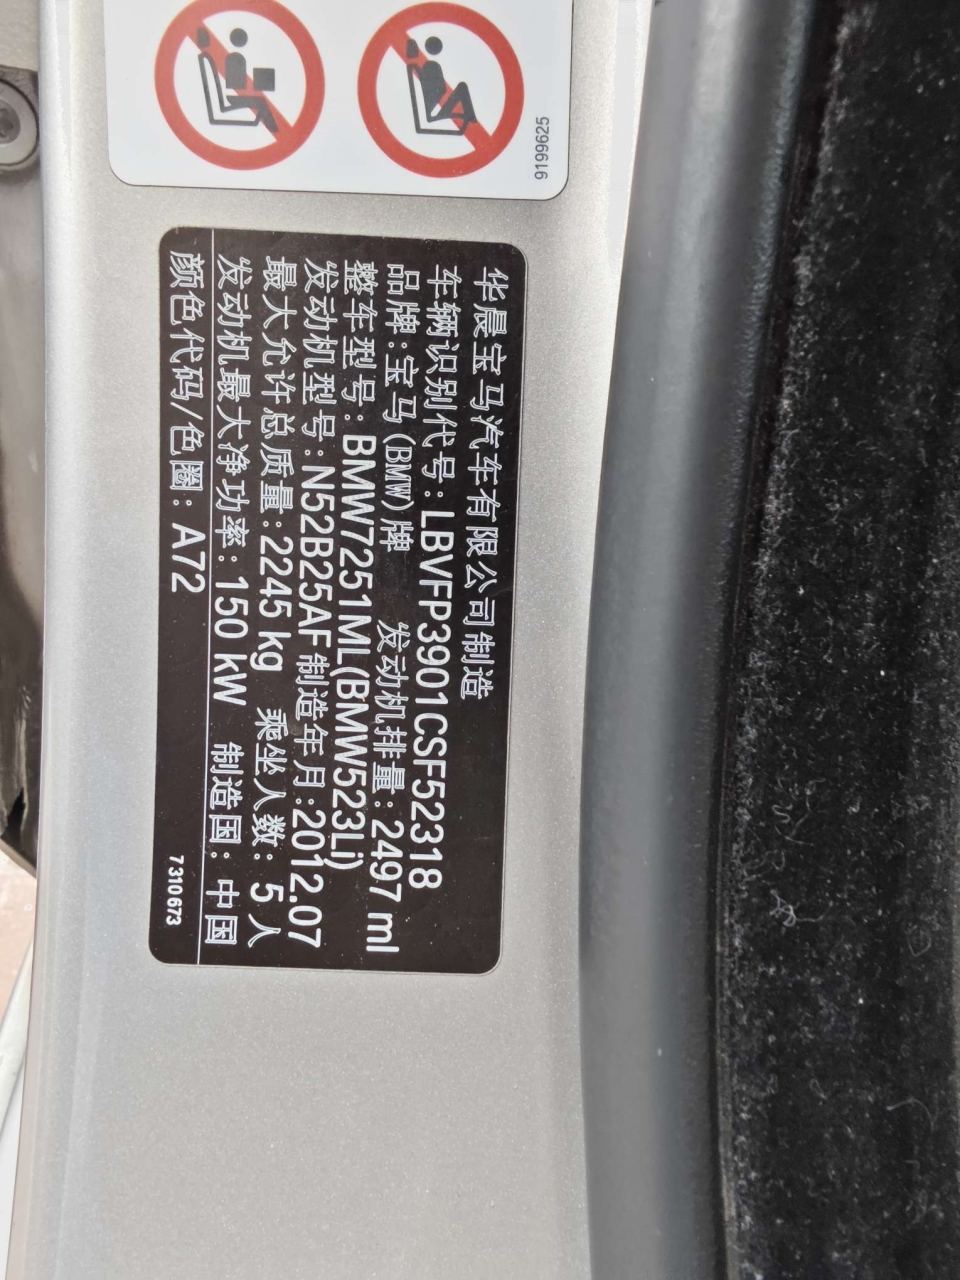 9199625
华晨宝马汽车有限公司制造
车辆识别代号:LBVFP3901CSF52318
品牌:宝马(BMW)牌 发动机排量:2497 ml
整车型号:BMW7251ML(BMW523Li)
发动机型号:N52B25AF 制造年月:2012.07
最大允许总质量:2245 kg 乘坐人数:5人
发动机最大净功率:150 kW 制造国:中国
颜色代码/色圈:A72 7310673